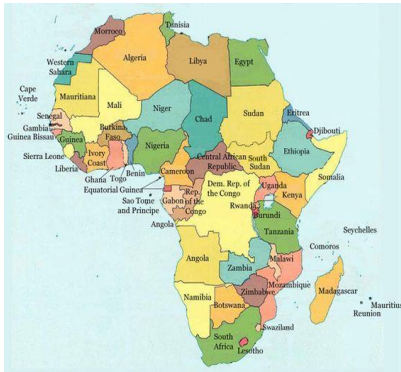 Tunisia
Morroco
Algeria
Libya
Egypt
Western
Sahara
Cape
Verde
Mauritiana
Mali
Niger
Chad
Sudan
Eritrea
Senegal
Gambia
Guinea Bissau
Guinea
Burkina
Faso
Djibouti
Sierra Leone
Ivory
Coast
Nigeria
Ethiopia
Liberia
Ghana
Togo
Benin
Central African
Republic
South
Sudan
Somalia
Cameroon
Equatorial Guinea
Sao Tome
and Principe
Gabon
Rep.
of the
Congo
Dem. Rep. of
the Congo
Uganda
Kenya
Rwanda
Burundi
Angola
Tanzania
Seychelles
Comoros
Angola
Malawi
Zambia
Mozambique
Zimbabwe
Madagascar
Namibia
Botswana
Mauritius
Reunion
Swaziland
South
Africa
Lesotho